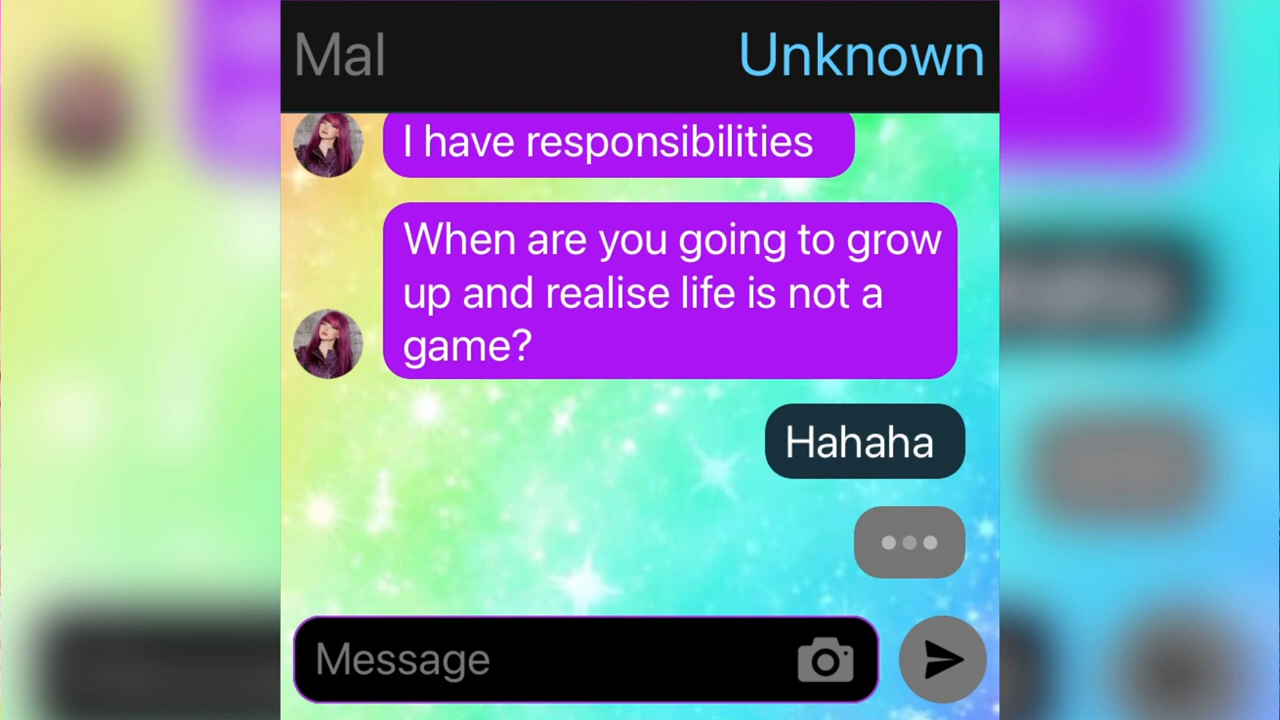 Mal
Unknown
I have responsibilities
When are you going to grow
up and realise life is not a
game?
Hahaha
Message